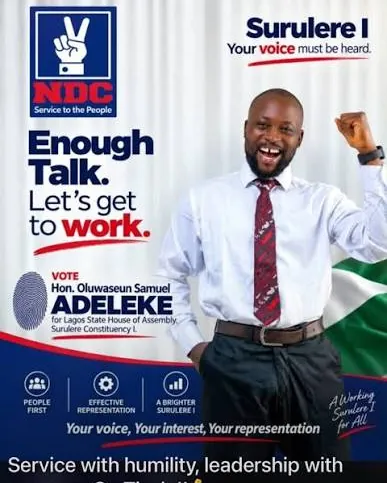 NDC
Service to the People
Surulere I
Your voice must be heard.
Enough
Talk.
Let's get
to work.
VOTE
Hon. Oluwaseun Samuel
ADELEKE
for Lagos State House of Assembly,
Surulere Constituency I.
PEOPLE
FIRST
EFFECTIVE
REPRESENTATION
A BRIGHTER
SURULERE I
A Working
Surulere I
for All
Your voice, Your interest, Your representation
Service with humility, leadership with